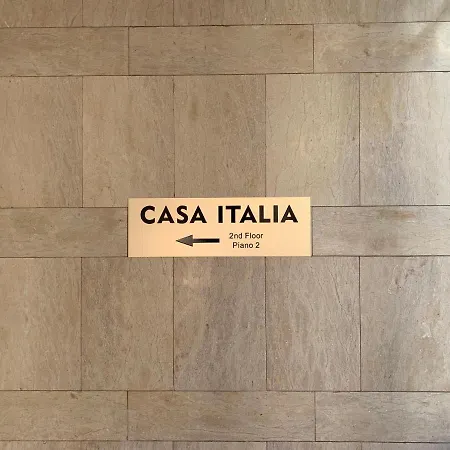 CASA ITALIA
2nd Floor
Piano 2